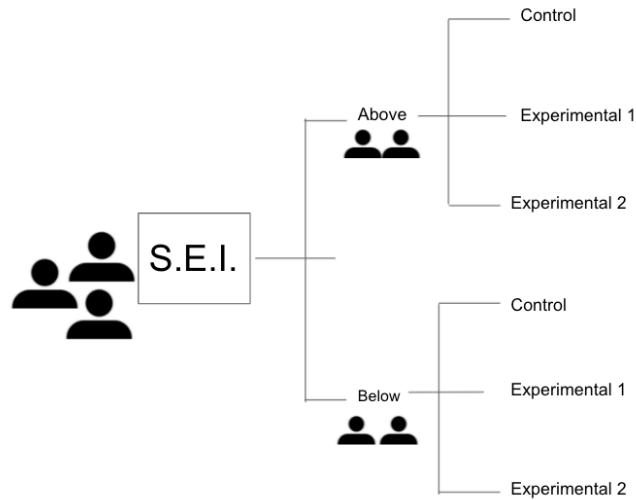 Control
Above
Experimental 1
Experimental 2
S.E.I.
Control
Below
Experimental 1
Experimental 2